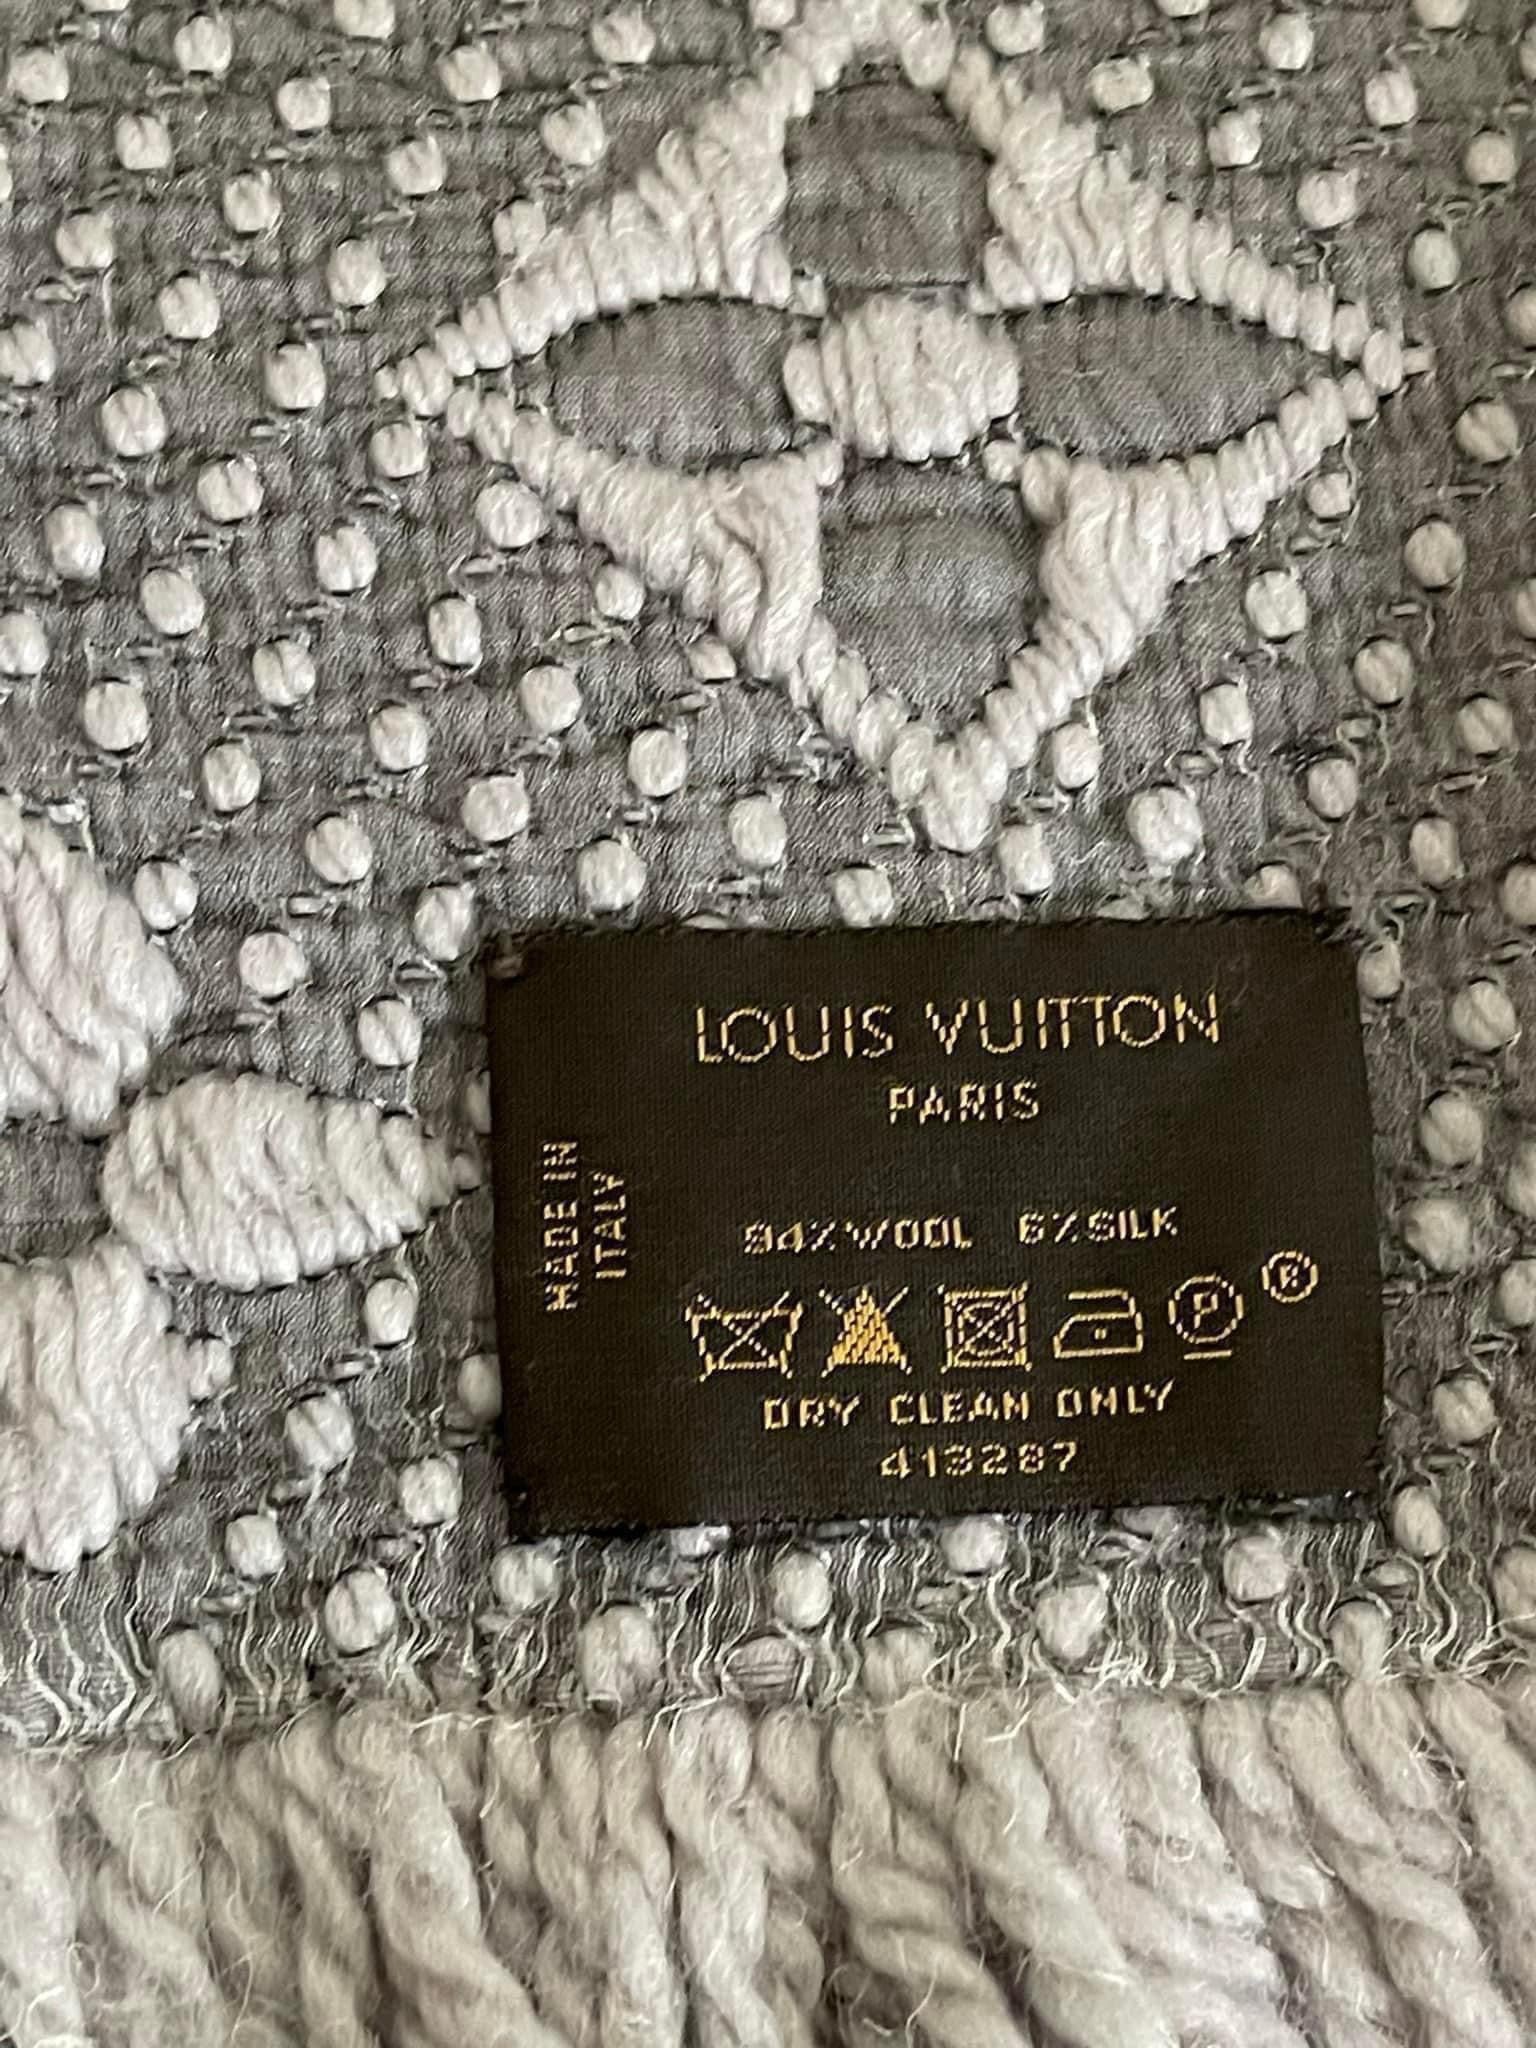 LOUIS VUITTON
PARIS
MADE IN
ITALY
94%WOOL 6%SILK
P
®
DRY CLEAN ONLY
413287